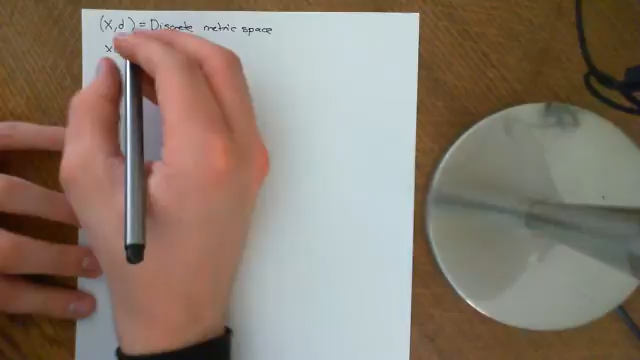 (X,d) = Discrete metric space
x